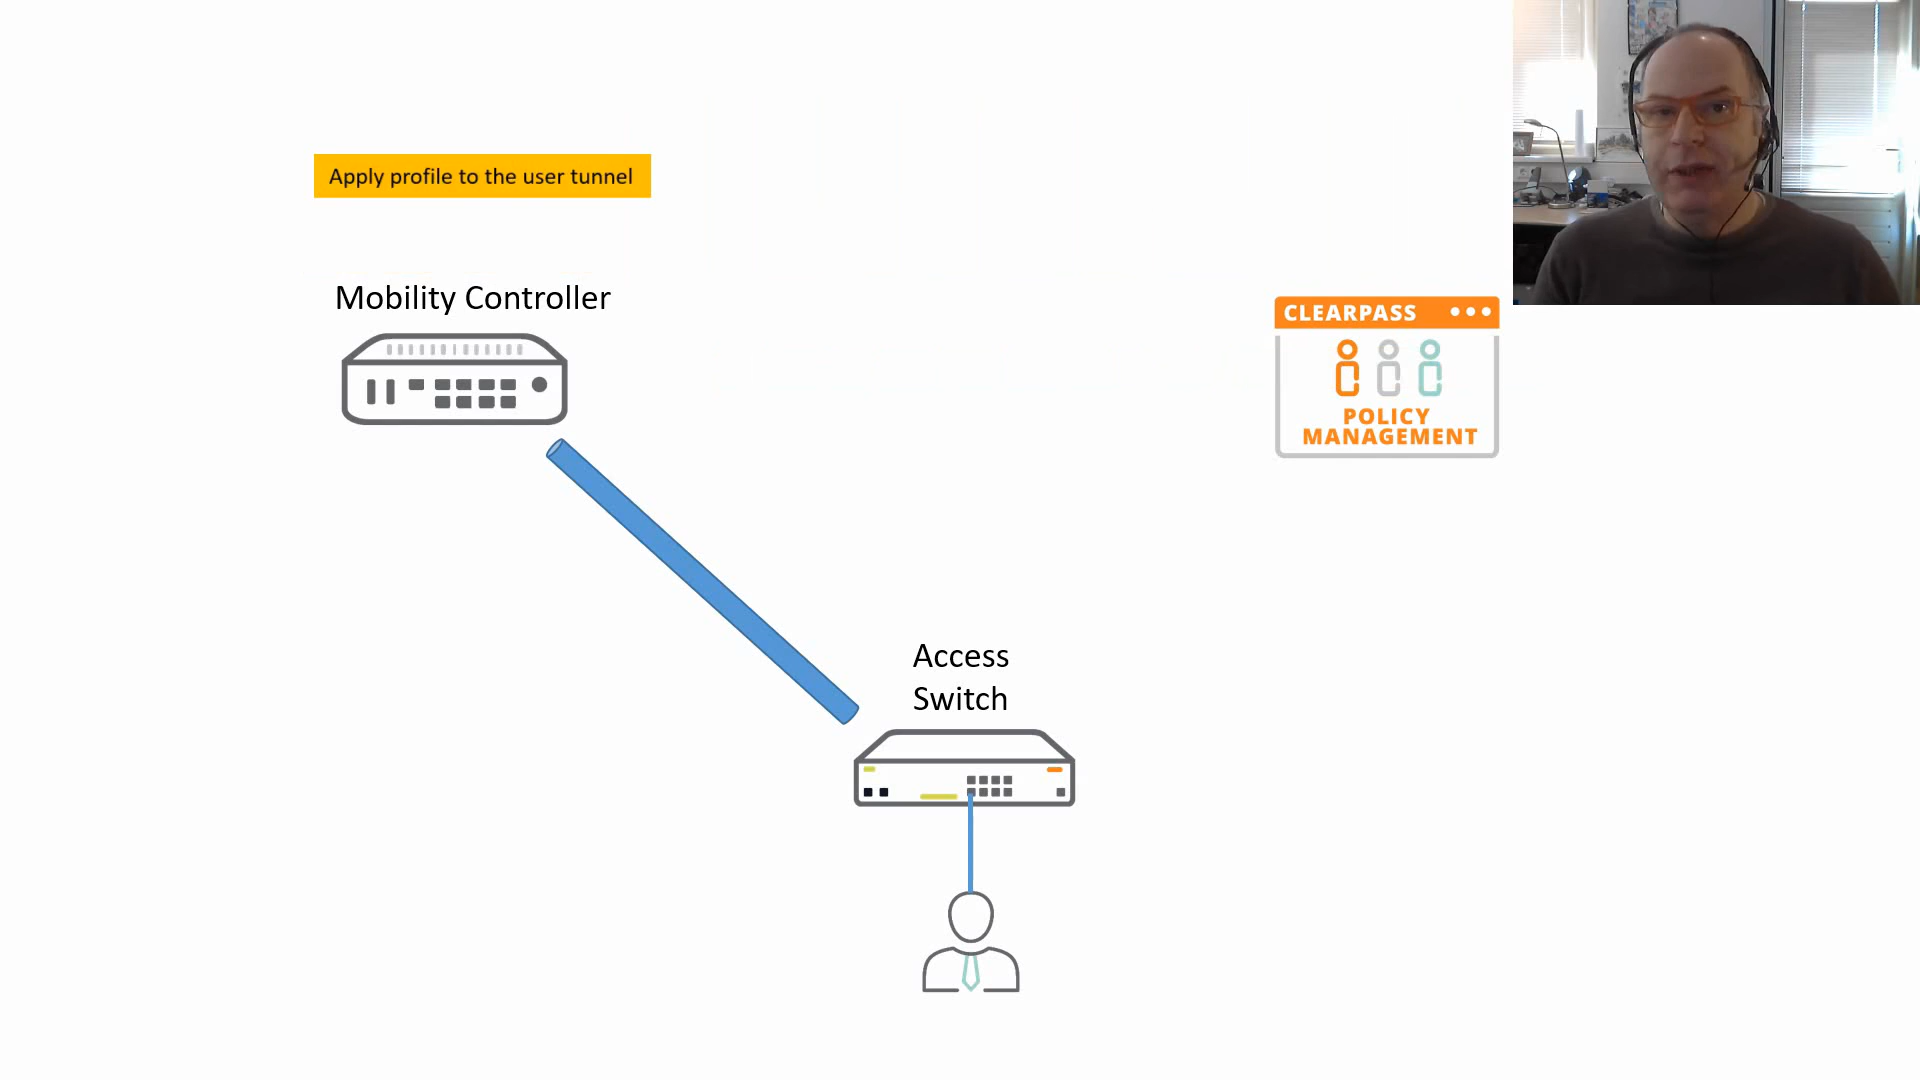 Apply profile to the user tunnel
Mobility Controller
CLEARPASS
POLICY
MANAGEMENT
Access
Switch